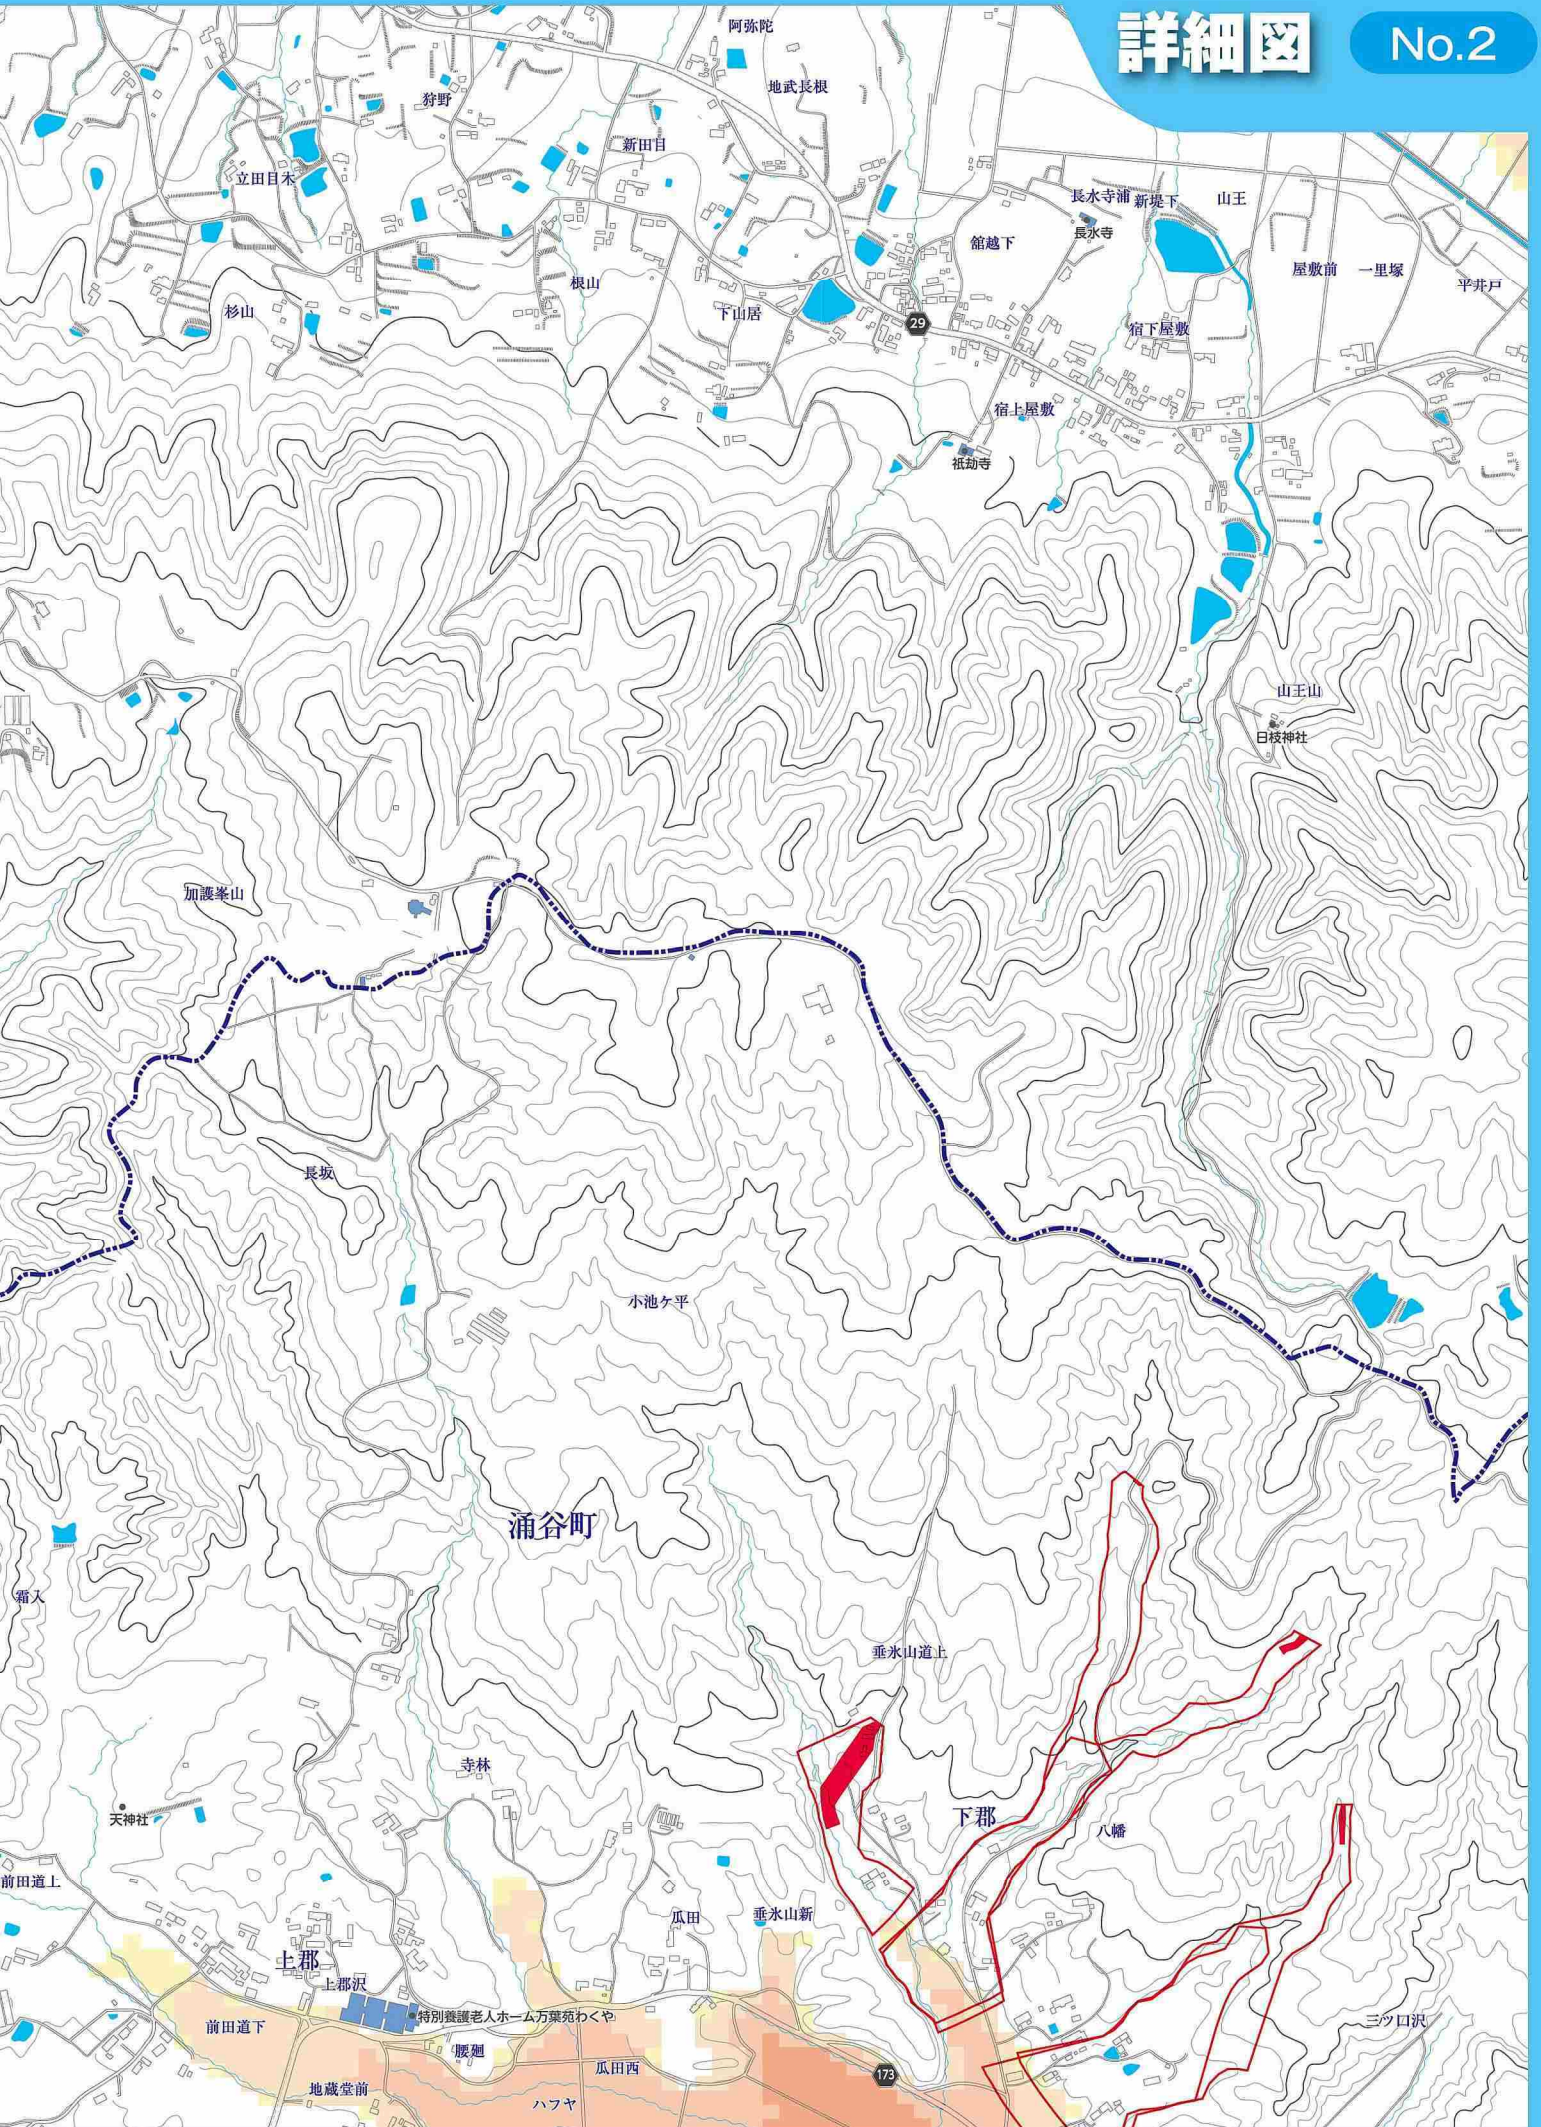 詳細図 No.2
阿弥陀
地武長根
狩野
新田目
立田目木
長水寺浦
新堤下
山王
長水寺
舘越下
屋敷前
一里塚
平井戸
根山
杉山
下山居
29
宿下屋敷
宿上屋敷
祇劫寺
山王山
日枝神社
加護峯山
長坂
小池ケ平
涌谷町
霜入
垂氷山道上
寺林
天神社
下郡
八幡
前田道上
瓜田
垂氷山新
上郡
上郡沢
特別養護老人ホーム万葉苑わくや
前田道下
三ツ口沢
腰廻
瓜田西
173
地蔵堂前
ハフヤ